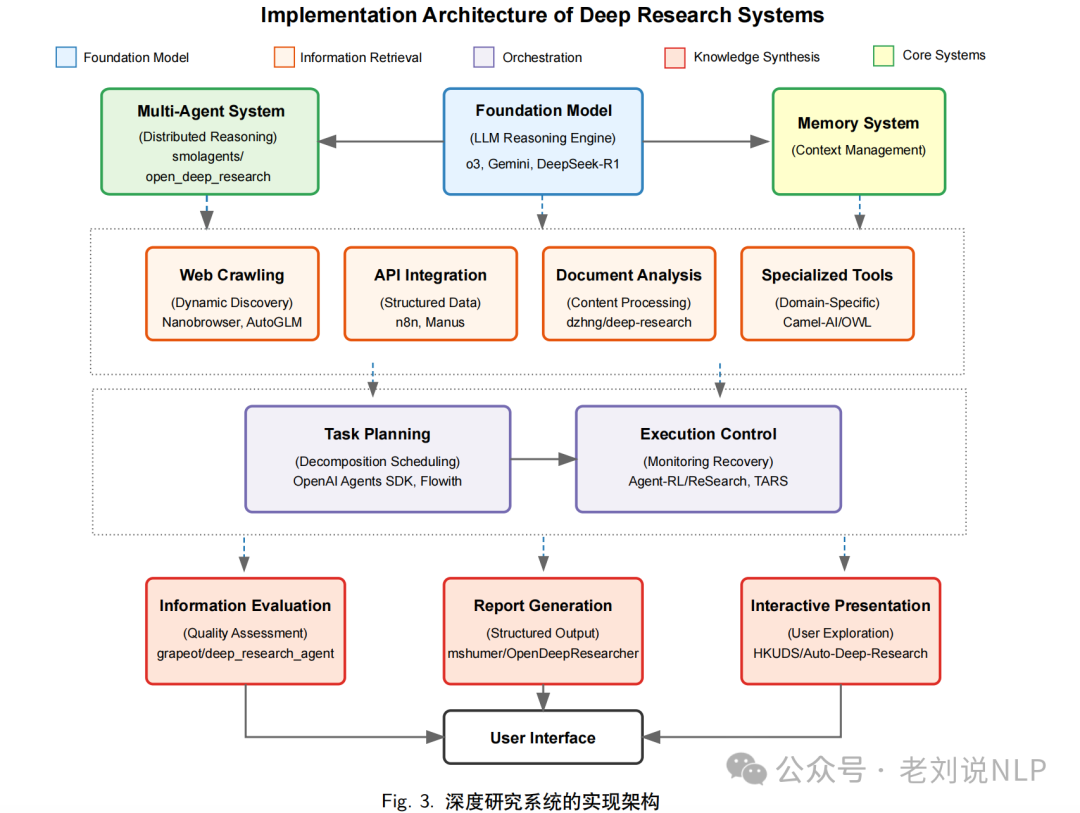 Implementation Architecture of Deep Research Systems
Foundation Model
Information Retrieval
Orchestration
Knowledge Synthesis
Core Systems
Multi-Agent System
(Distributed Reasoning)
smolagents/
open_deep_research
Foundation Model
(LLM Reasoning Engine)
o3, Gemini, DeepSeek-R1
Memory System
(Context Management)
Web Crawling
(Dynamic Discovery)
Nanobrowser, AutoGLM
API Integration
(Structured Data)
n8n, Manus
Document Analysis
(Content Processing)
dzhng/deep-research
Specialized Tools
(Domain-Specific)
Camel-AI/OWL
Task Planning
(Decomposition Scheduling)
OpenAI Agents SDK, Flowith
Execution Control
(Monitoring Recovery)
Agent-RL/ReSearch, TARS
Information Evaluation
(Quality Assessment)
grapeot/deep_research_agent
Report Generation
(Structured Output)
mshumer/OpenDeepResearcher
Interactive Presentation
(User Exploration)
HKUDS/Auto-Deep-Research
User Interface
公众号 · 老刘说NLP
Fig. 3. 深度研究系统的实现架构